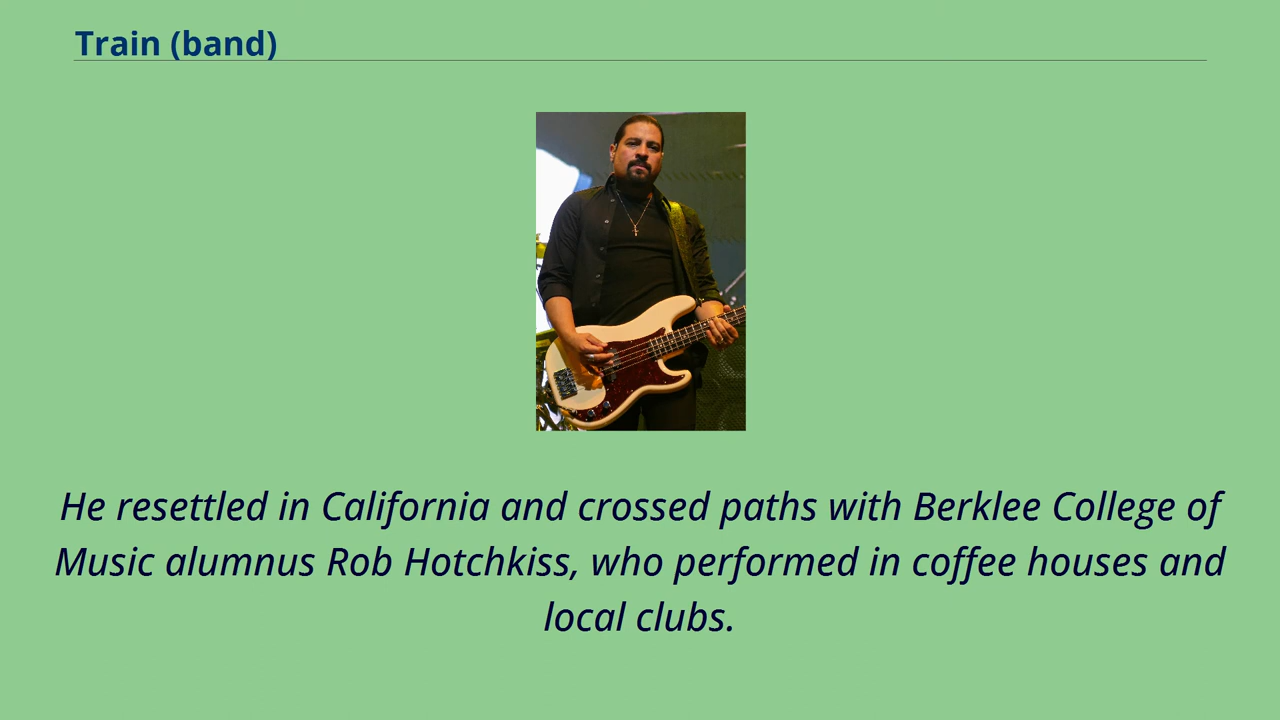 Train (band)
He resettled in California and crossed paths with Berklee College of
Music alumnus Rob Hotchkiss, who performed in coffee houses and
local clubs.